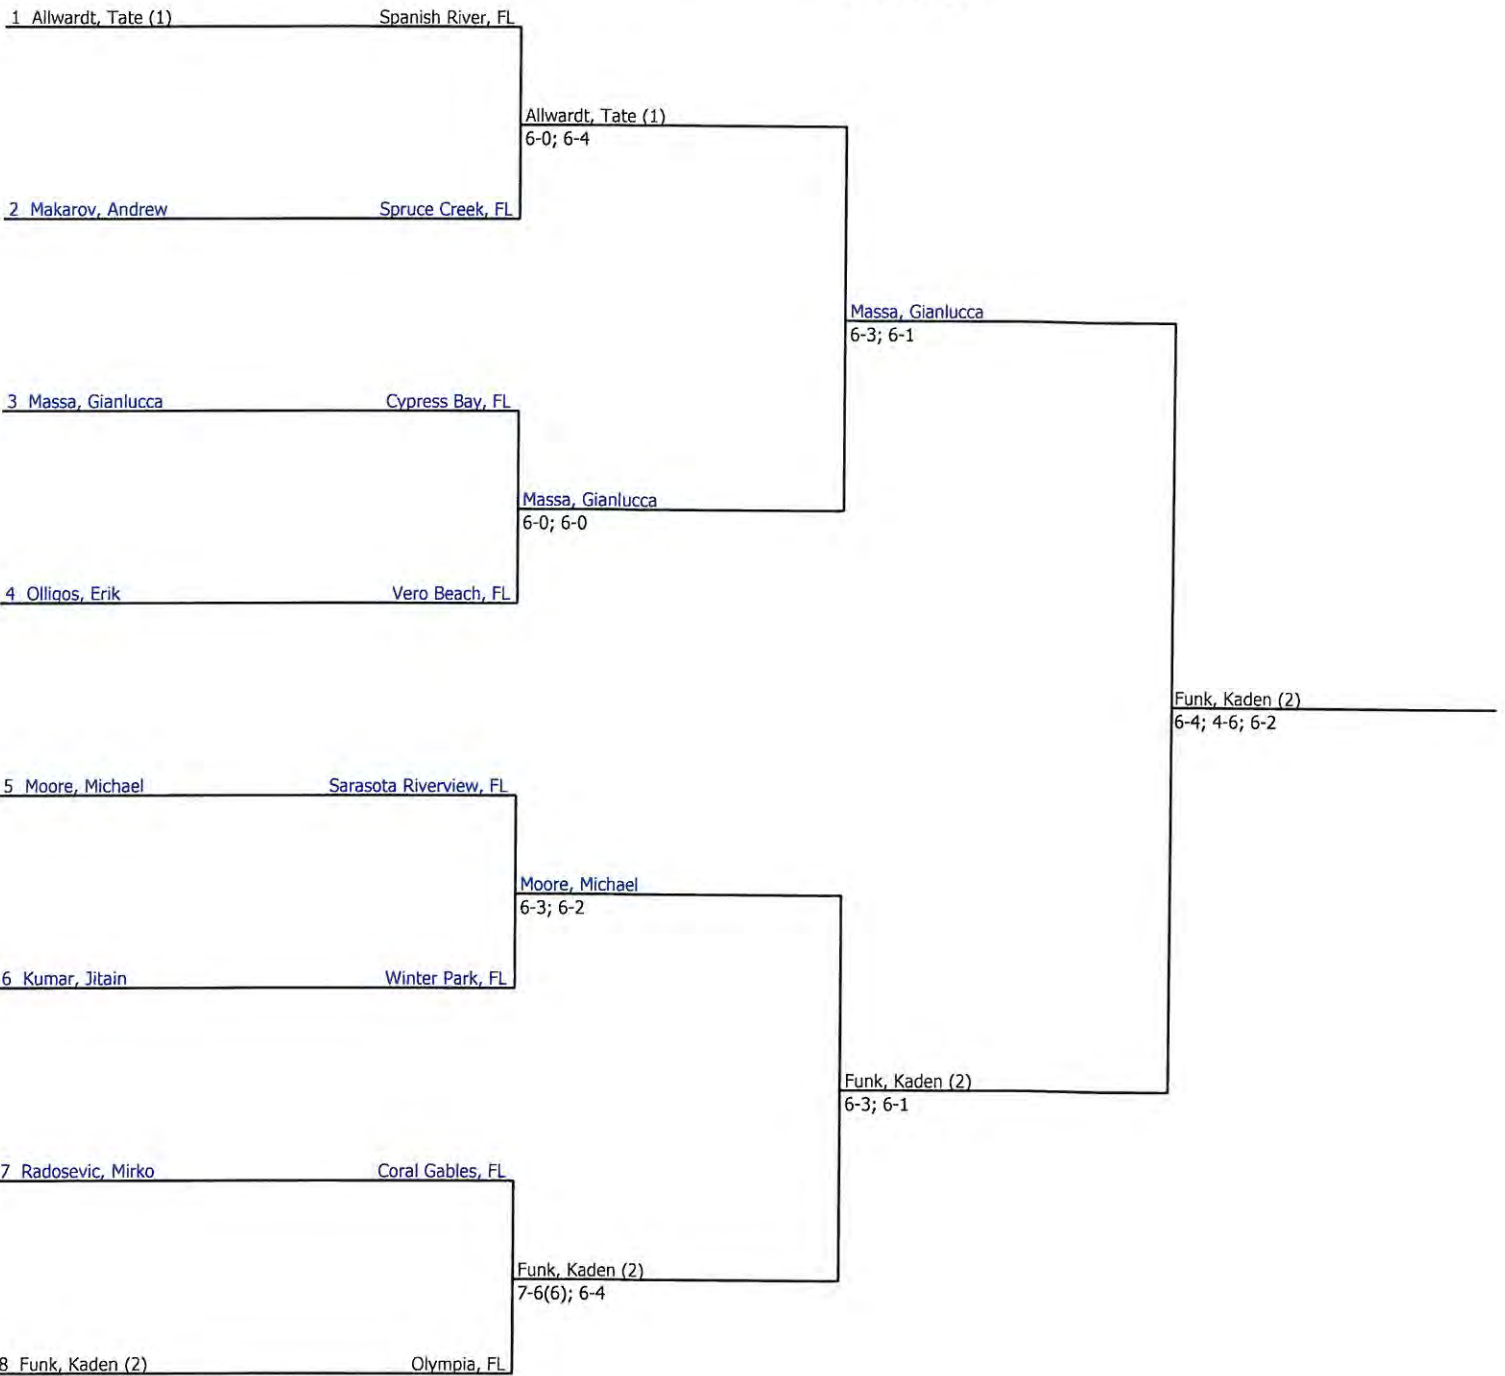 1 Allwardt, Tate (1) Spanish River, FL
Allwardt, Tate (1)
6-0; 6-4
2 Makarov, Andrew Spruce Creek, FL
Massa, Gianlucca
6-3; 6-1
3 Massa, Gianlucca Cypress Bay, FL
Massa, Gianlucca
6-0; 6-0
4 Olligos, Erik Vero Beach, FL
Funk, Kaden (2)
6-4; 4-6; 6-2
5 Moore, Michael Sarasota Riverview, FL
Moore, Michael
6-3; 6-2
6 Kumar, Jitain Winter Park, FL
Funk, Kaden (2)
6-3; 6-1
7 Radosevic, Mirko Coral Gables, FL
Funk, Kaden (2)
7-6(6); 6-4
8 Funk, Kaden (2) Olympia, FL